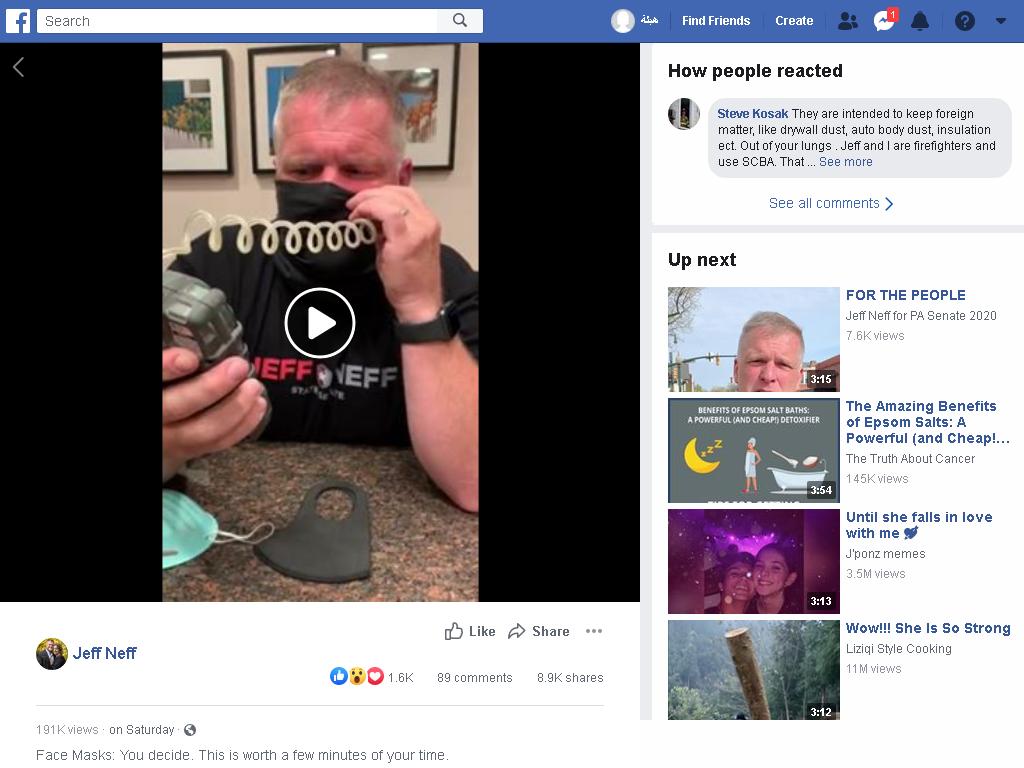 f
Search
هبئة
Find Friends
Create
1
How people reacted
Steve Kosak They are intended to keep foreign
matter, like drywall dust, auto body dust, insulation
ect. Out of your lungs . Jeff and I are firefighters and
use SCBA. That ... See more
See all comments
Up next
FOR THE PEOPLE
Jeff Neff for PA Senate 2020
7.6K views
3:15
BENEFITS OF EPSOM SALT BATHS:
A POWERFUL (AND CHEAP!) DETOXIFIER
3:54
The Amazing Benefits
of Epsom Salts: A
Powerful (and Cheap!...
The Truth About Cancer
145K views
Until she falls in love
with me
J'ponz memes
3.5M views
3:13
Wow!!! She Is So Strong
Liziqi Style Cooking
11M views
3:12
JEFF NEFF
Jeff Neff
Like
Share
1.6K
89 comments
8.9K shares
191K views · on Saturday ·
Face Masks: You decide. This is worth a few minutes of your time.